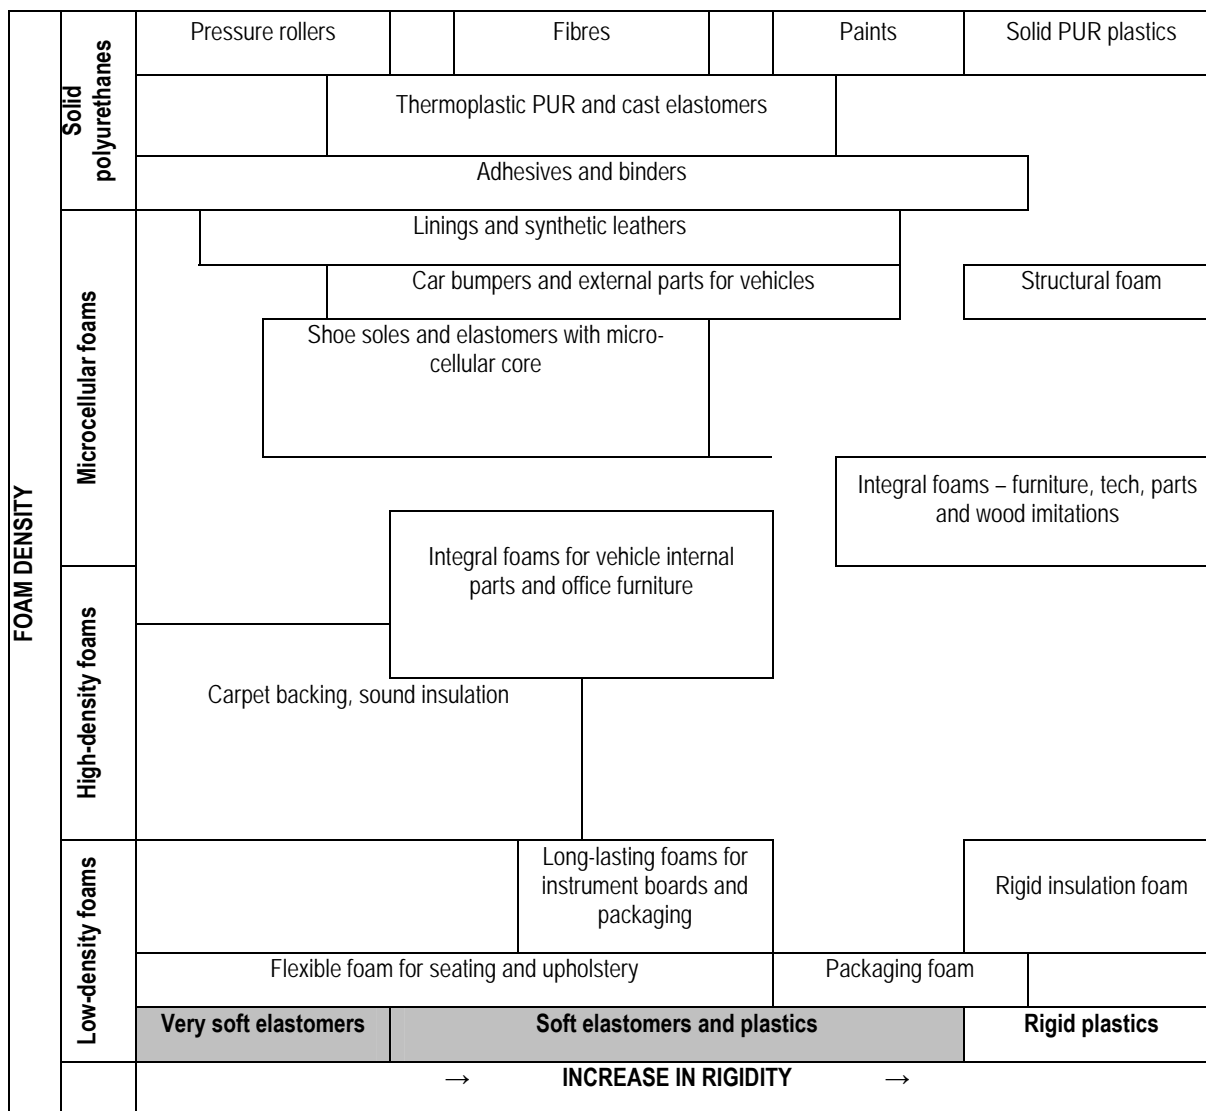 FOAM DENSITY
Solid
polyurethanes
Pressure rollers
Fibres
Paints
Solid PUR plastics
Thermoplastic PUR and cast elastomers
Adhesives and binders
Microcellular foams
Linings and synthetic leathers
Car bumpers and external parts for vehicles
Structural foam
Shoe soles and elastomers with micro-
cellular core
Integral foams – furniture, tech, parts
and wood imitations
Integral foams for vehicle internal
parts and office furniture
High-density foams
Carpet backing, sound insulation
Low-density foams
Long-lasting foams for
instrument boards and
packaging
Rigid insulation foam
Flexible foam for seating and upholstery
Packaging foam
Very soft elastomers
Soft elastomers and plastics
Rigid plastics
→ INCREASE IN RIGIDITY →